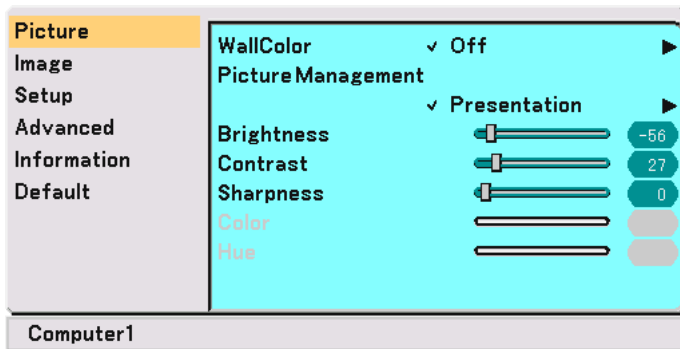 Picture
Image
Setup
Advanced
Information
Default
WallColor ✓ Off ▶
Picture Management
✓ Presentation ▶
Brightness -56
Contrast 27
Sharpness 0
Color
Hue
Computer1